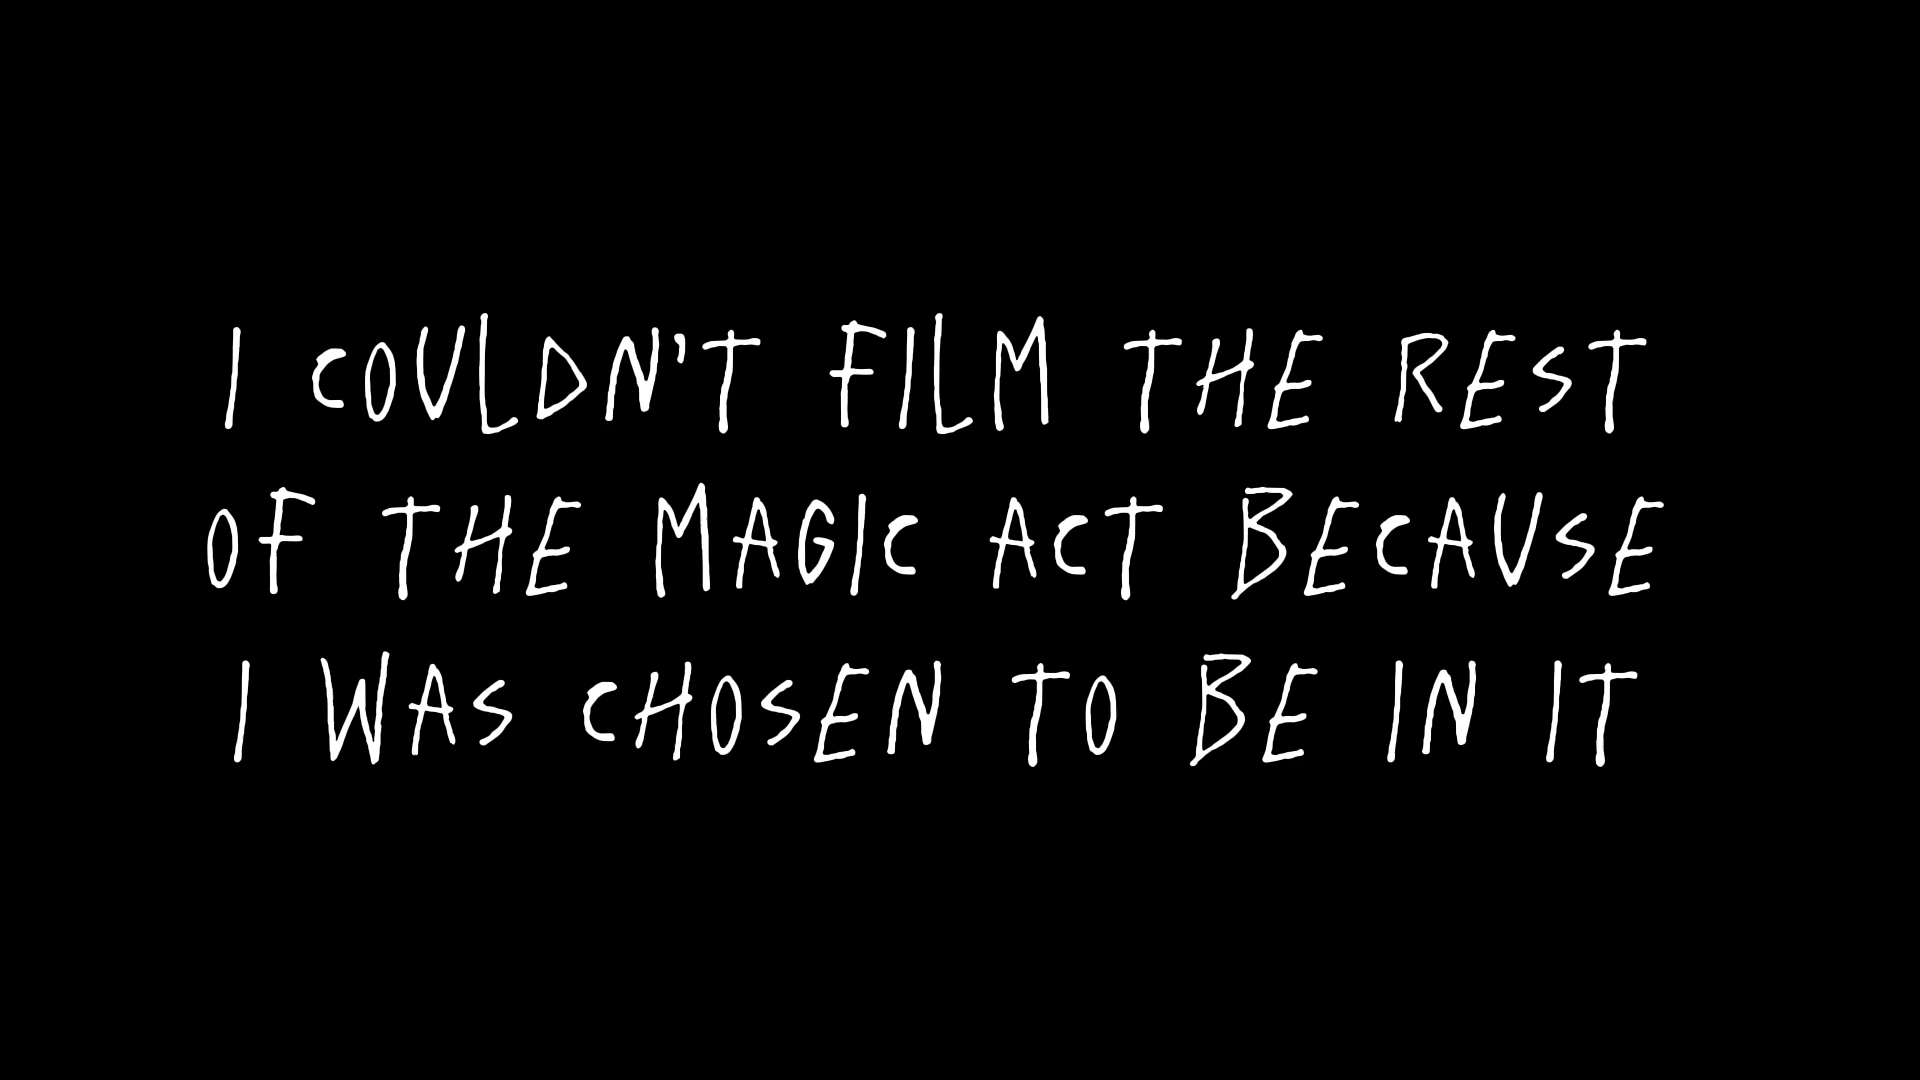 I COULDN'T FILM THE REST
OF THE MAGIC ACT BECAUSE
I WAS CHOSEN TO BE IN IT